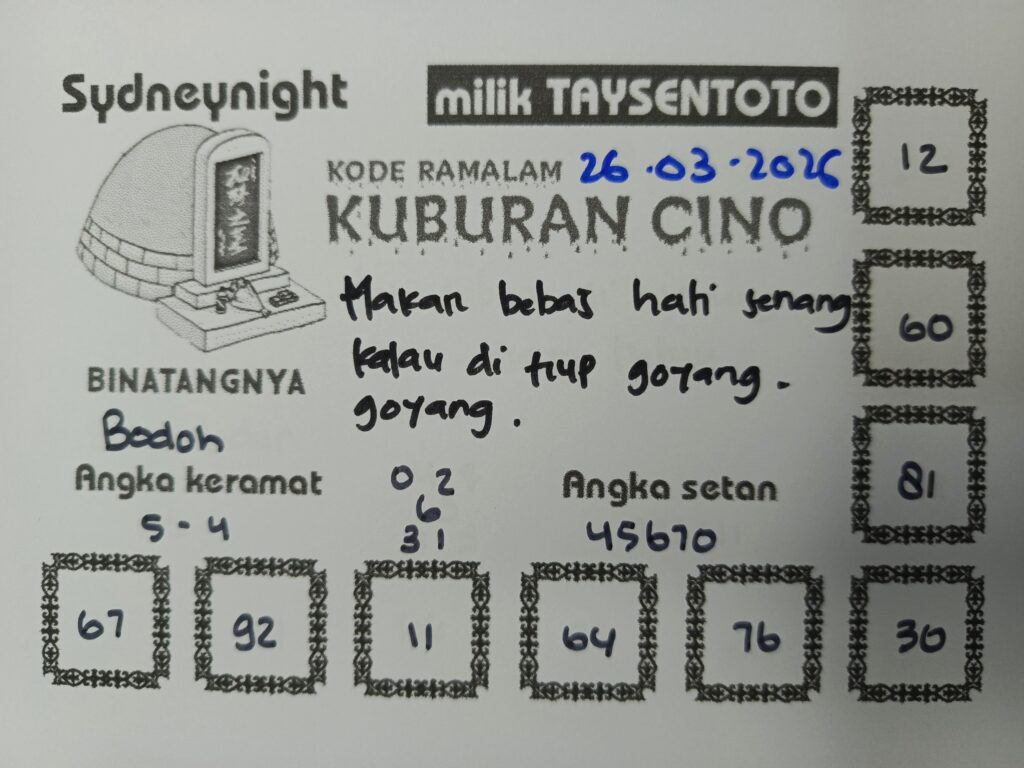 Sydneynight
milik TAYSENTOTO
KODE RAMALAM 26.03.2026
KUBURAN CINO
Makan bebas hati senang
kalau di tiup goyang.
goyang.
BINATANGNYA
Bodoh
Angka keramat
5-4
0 2
6
31
Angka setan
45670
12
60
81
67 92 11 64 76 30